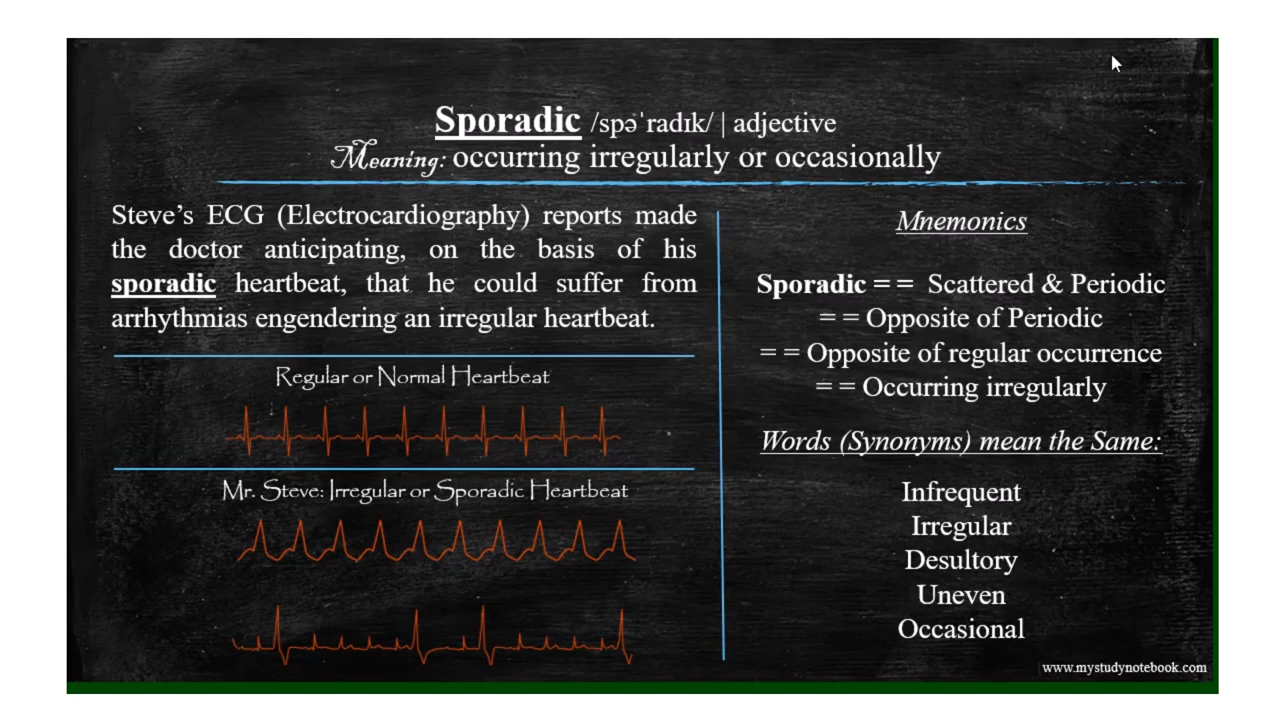 Sporadic /spəˈradɪk/ | adjective
Meaning: occurring irregularly or occasionally
Steve’s ECG (Electrocardiography) reports made
the doctor anticipating, on the basis of his
sporadic heartbeat, that he could suffer from
arrhythmias engendering an irregular heartbeat.
Regular or Normal Heartbeat
Mr. Steve: Irregular or Sporadic Heartbeat
Mnemonics
Sporadic = = Scattered & Periodic
= = Opposite of Periodic
= = Opposite of regular occurrence
= = Occurring irregularly
Words (Synonyms) mean the Same:
Infrequent
Irregular
Desultory
Uneven
Occasional
www.mystudynotebook.com